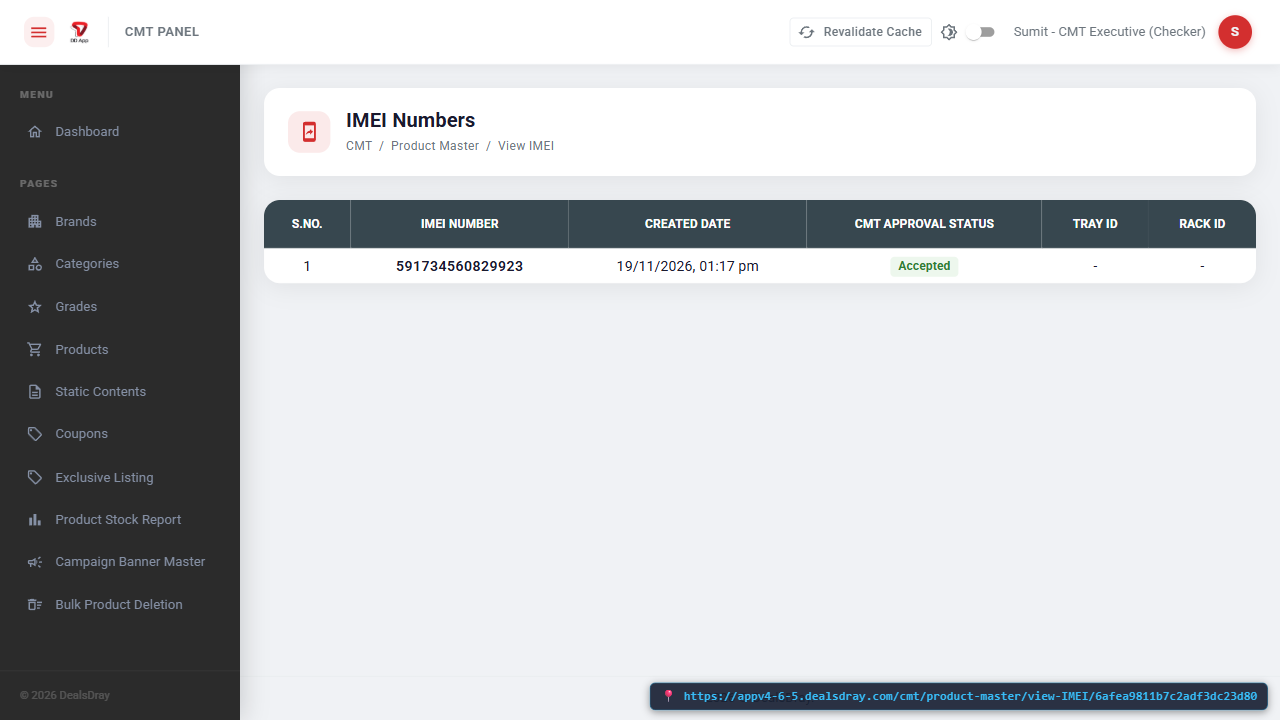 DD App
CMT PANEL
Revalidate Cache
Sumit - CMT Executive (Checker)
S
MENU
Dashboard
PAGES
Brands
Categories
Grades
Products
Static Contents
Coupons
Exclusive Listing
Product Stock Report
Campaign Banner Master
Bulk Product Deletion
© 2026 DealsDray
IMEI Numbers
CMT / Product Master / View IMEI
S.NO. IMEI NUMBER CREATED DATE CMT APPROVAL STATUS TRAY ID RACK ID
1 591734560829923 19/11/2026, 01:17 pm Accepted - -
https://appv4-6-5.dealsdray.com/cmt/product-master/view-IMEI/6afea9811b7c2adf3dc23d80